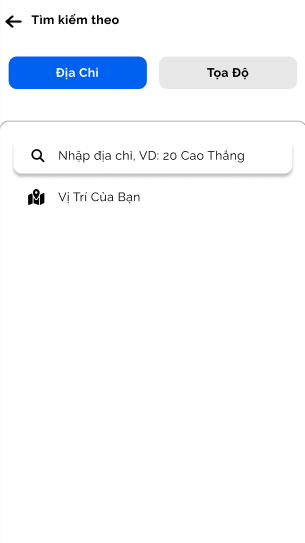 Tìm kiếm theo
Địa Chỉ
Tọa Độ
Nhập địa chỉ, VD: 20 Cao Thắng
Vị Trí Của Bạn